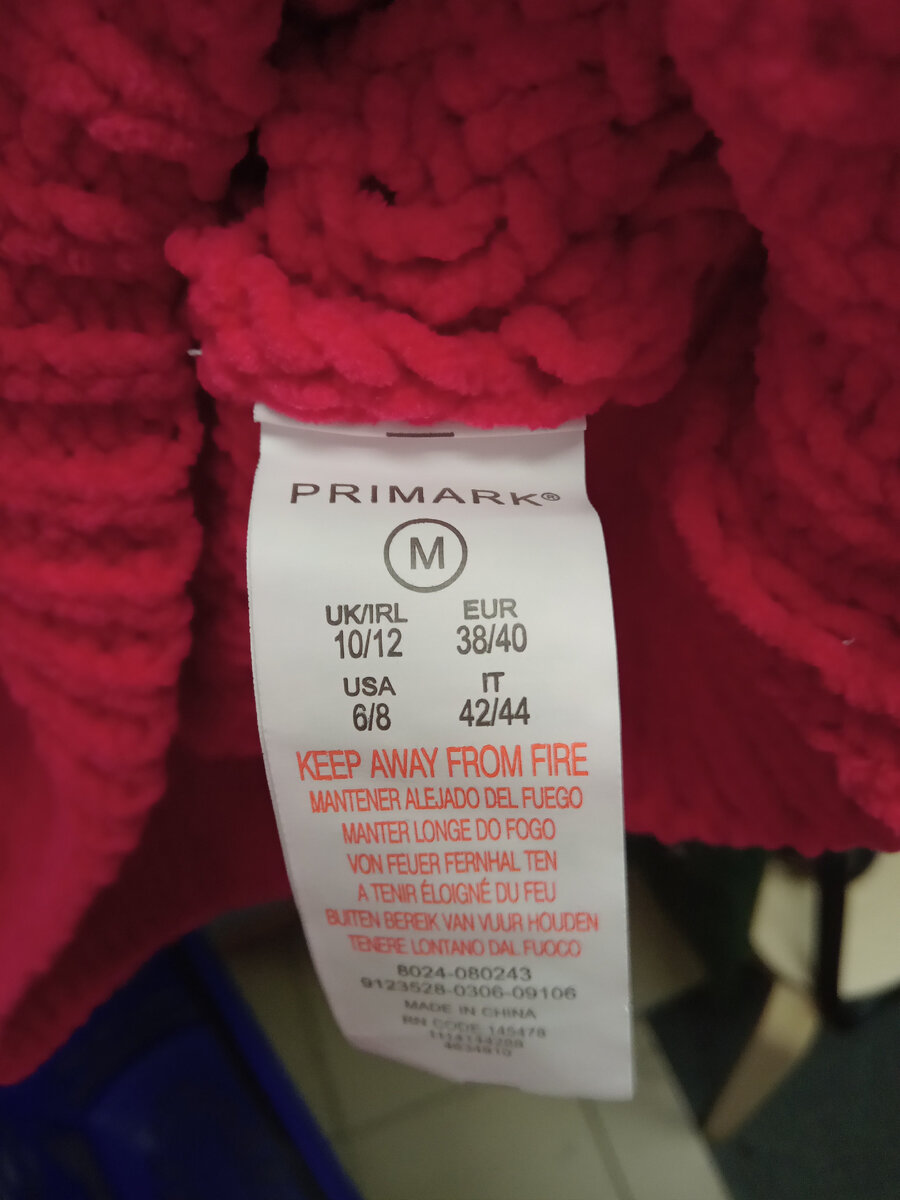 PRIMARK®
M
UK/IRL EUR
10/12 38/40
USA IT
6/8 42/44
KEEP AWAY FROM FIRE
MANTENER ALEJADO DEL FUEGO
MANTER LONGE DO FOGO
VON FEUER FERNHAL TEN
A TENIR ÉLOIGNÉ DU FEU
BUITEN BEREIK VAN VUUR HOUDEN
TENERE LONTANO DAL FUOCO
8024-080243
9123528-0306-09106
MADE IN CHINA
RN CODE 145478